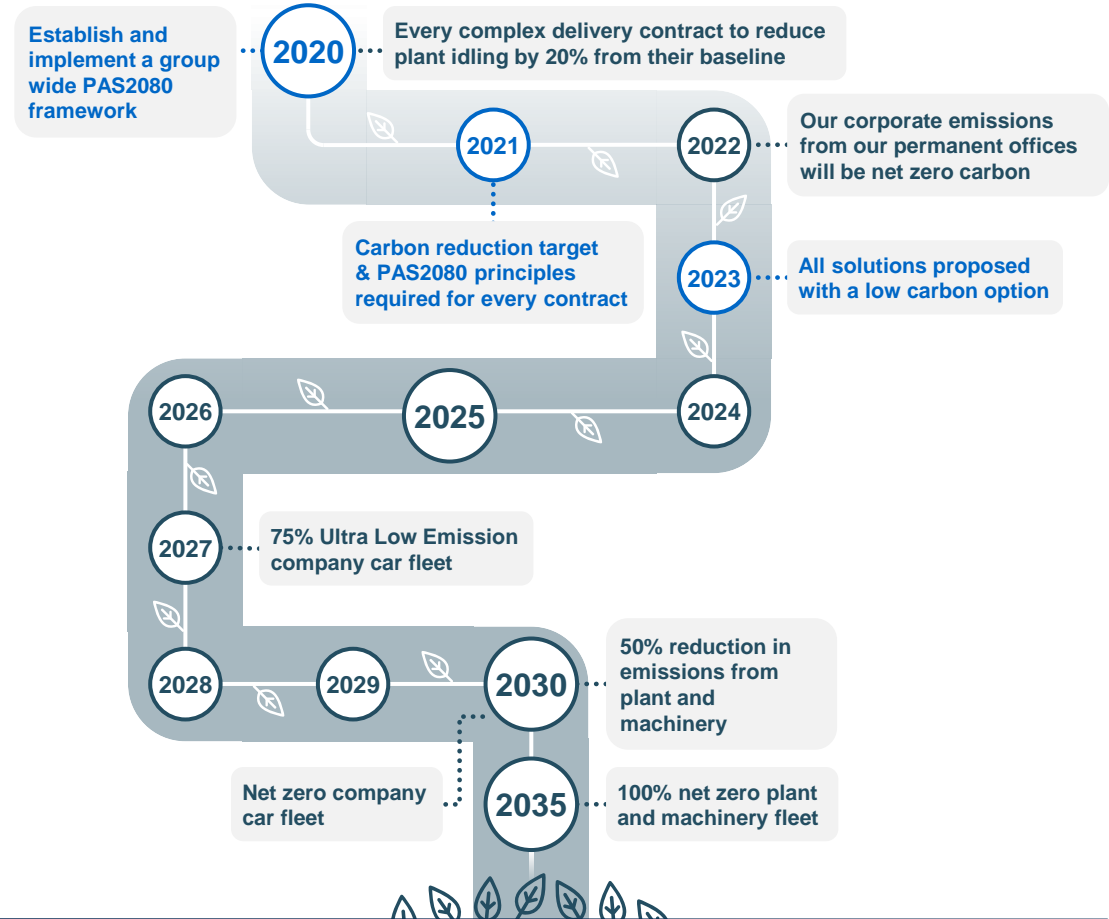 Establish and
implement a group
wide PAS2080
framework
2020
Every complex delivery contract to reduce
plant idling by 20% from their baseline
2021
2022
Our corporate emissions
from our permanent offices
will be net zero carbon
Carbon reduction target
& PAS2080 principles
required for every contract
2023
All solutions proposed
with a low carbon option
2026
2025
2024
2027
75% Ultra Low Emission
company car fleet
2028
2029
2030
50% reduction in
emissions from
plant and
machinery
Net zero company
car fleet
2035
100% net zero plant
and machinery fleet